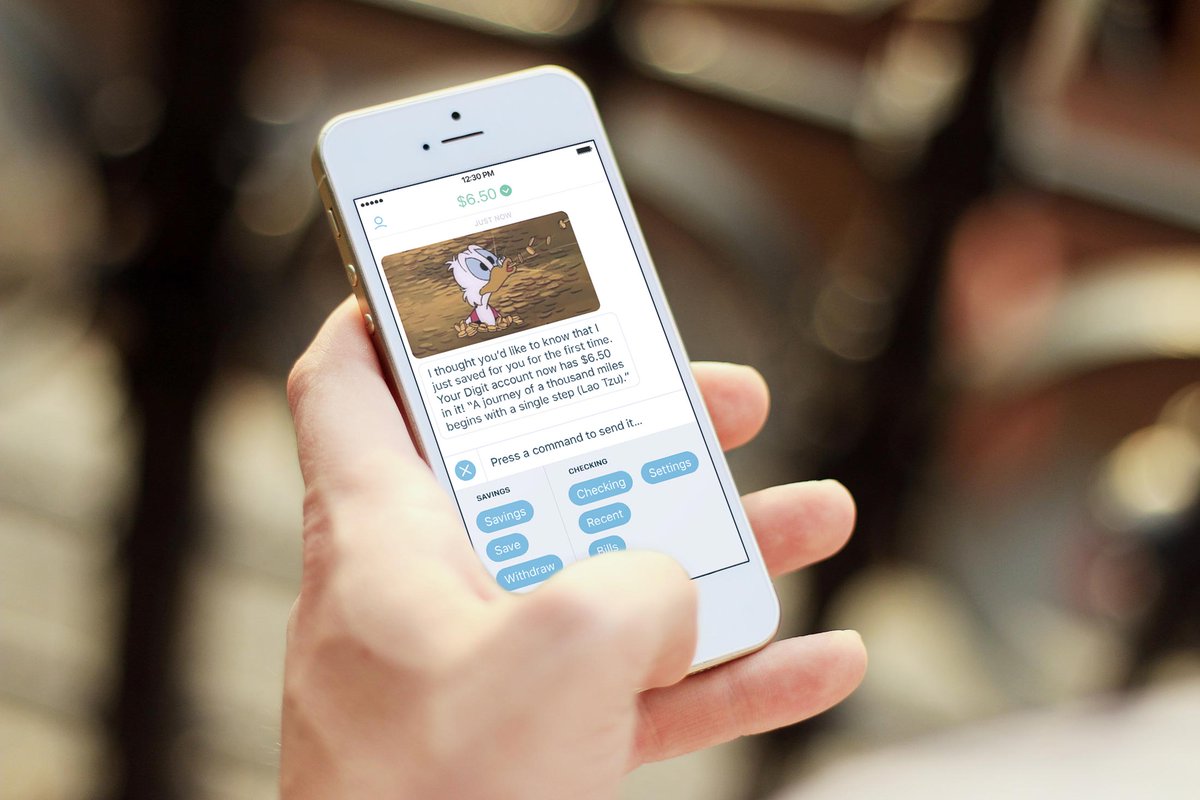 12:30 PM
$6.50
JUST NOW
I thought you'd like to know that I
just saved for you for the first time.
Your Digit account now has $6.50
in it! "A journey of a thousand miles
begins with a single step (Lao Tzu)."
Press a command to send it...
SAVINGS
Savings
Save
Withdraw
CHECKING
Checking
Recent
Bills
Settings